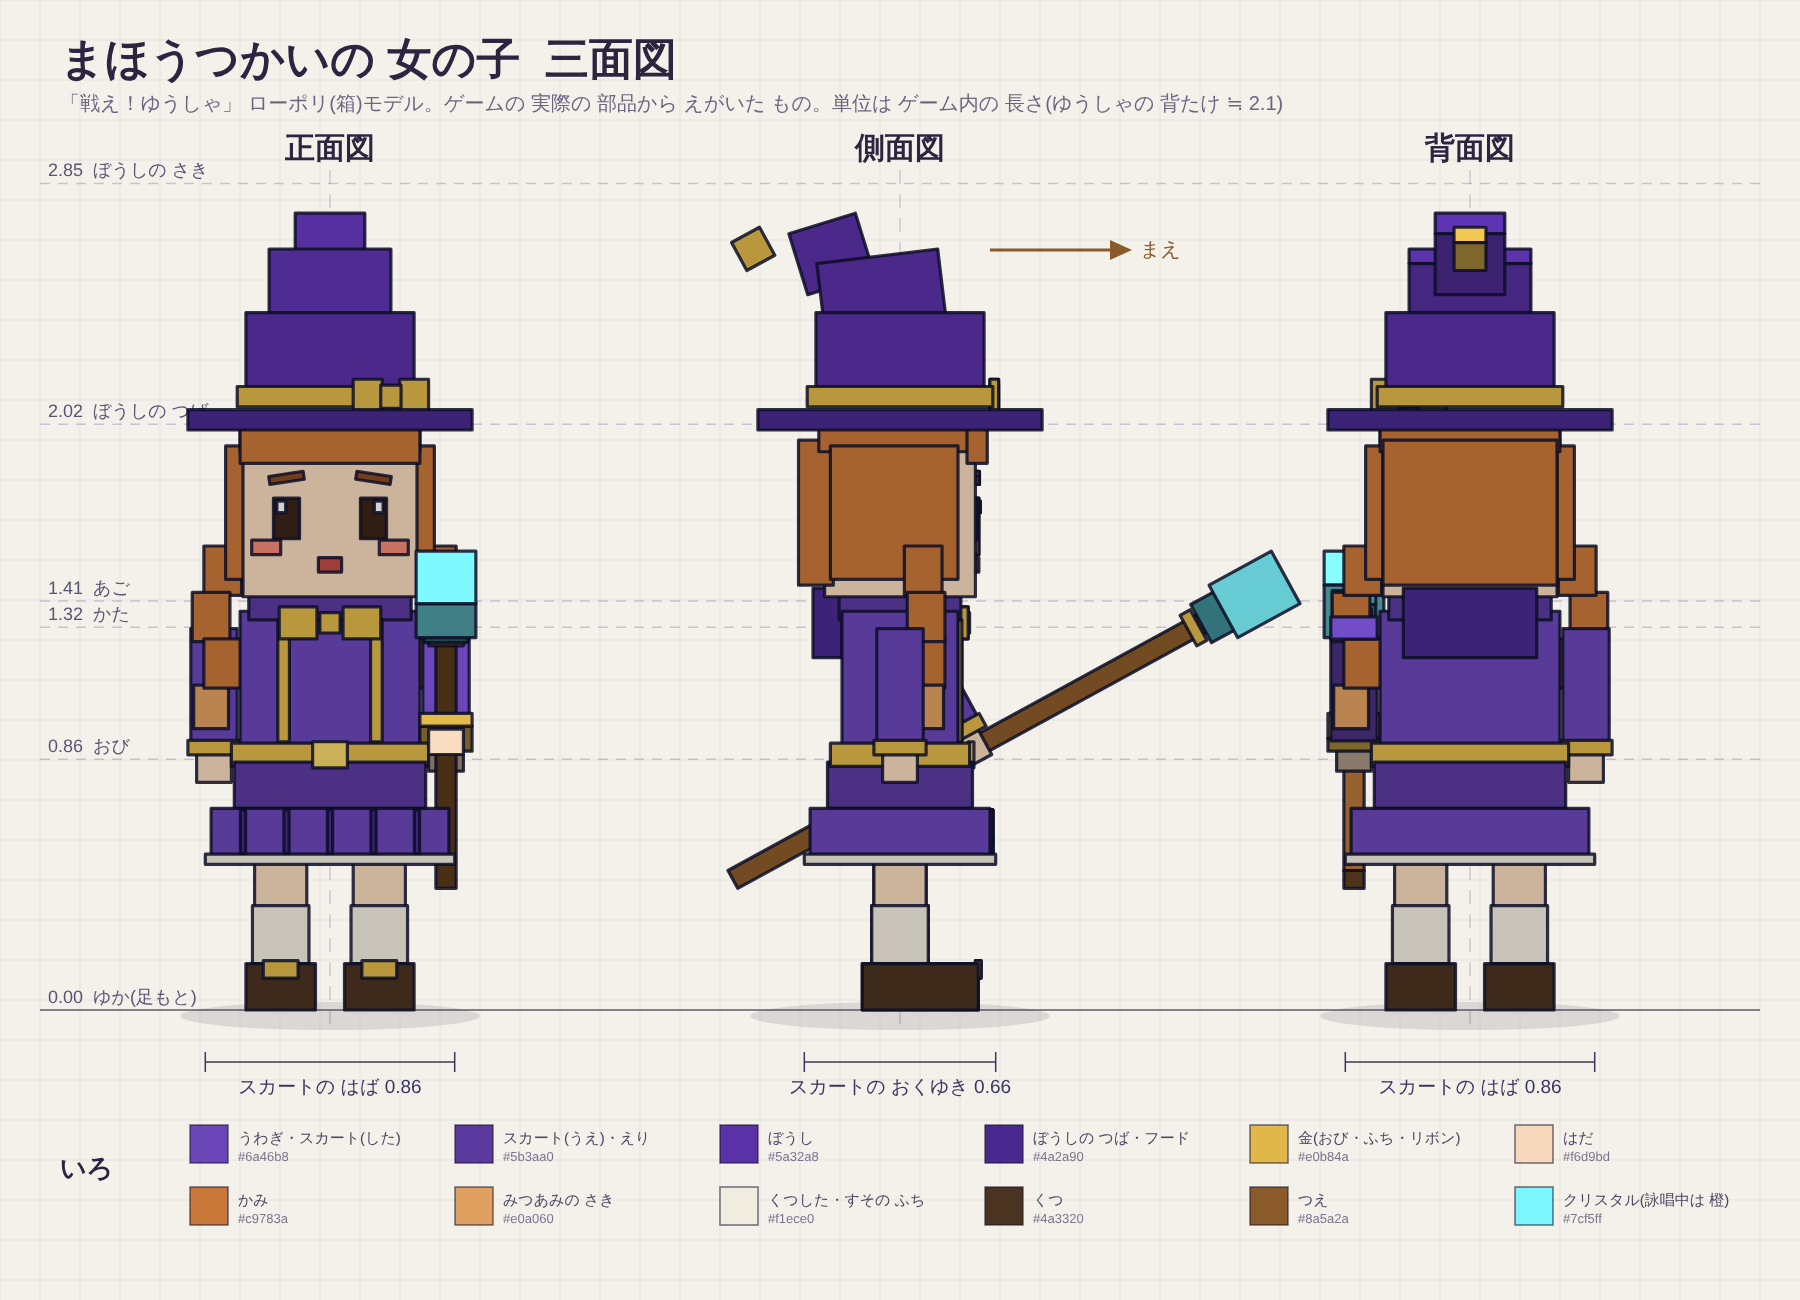 まほうつかいの 女の子 三面図
「戦え！ゆうしゃ」 ローポリ(箱)モデル。ゲームの 実際の 部品から えがいた もの。単位は ゲーム内の 長さ(ゆうしゃの 背たけ ≒ 2.1)
正面図
側面図
背面図
2.85 ぼうしの さき
まえ
2.02 ぼうしの つば
1.41 あご
1.32 かた
0.86 おび
0.00 ゆか(足もと)
スカートの はば 0.86
スカートの おくゆき 0.66
スカートの はば 0.86
いろ
うわぎ・スカート(した)
#6a46b8
スカート(うえ)・えり
#5b3aa0
ぼうし
#5a32a8
ぼうしの つば・フード
#4a2a90
金(おび・ふち・リボン)
#e0b84a
はだ
#f6d9bd
かみ
#c9783a
みつあみの さき
#e0a060
くつした・すその ふち
#f1ece0
くつ
#4a3320
つえ
#8a5a2a
クリスタル(詠唱中は 橙)
#7cf5ff